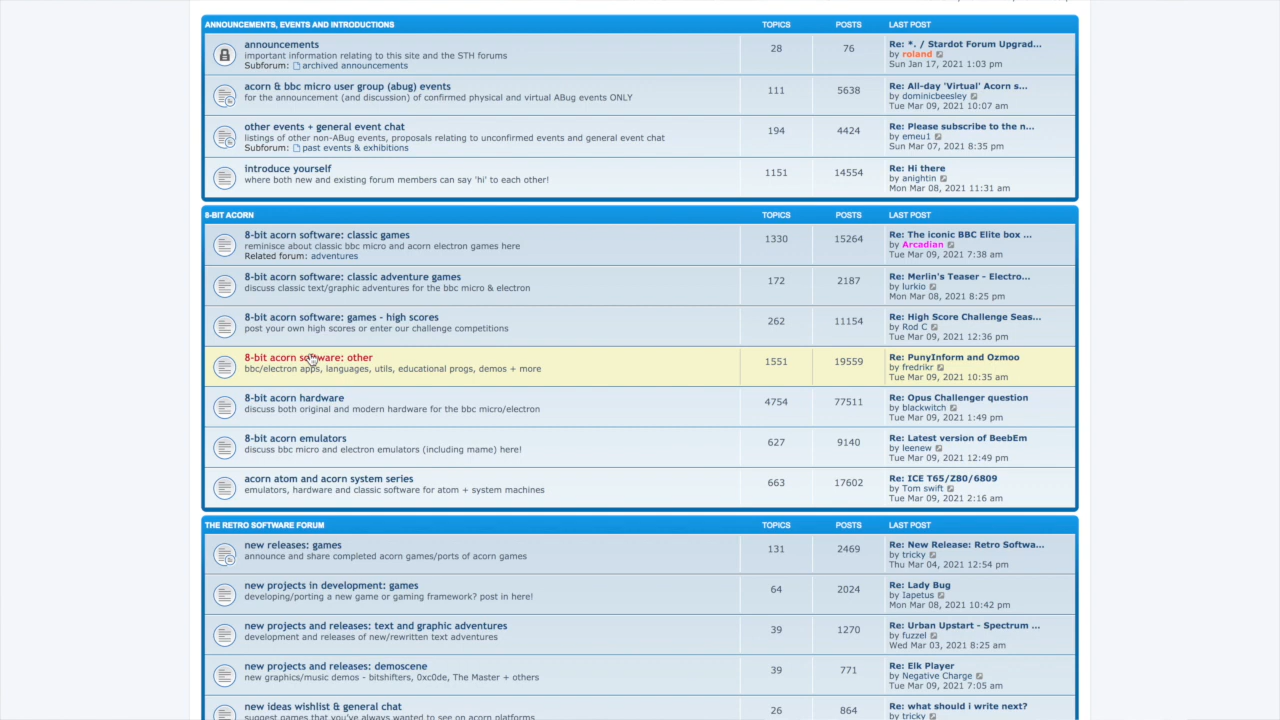 ANNOUNCEMENTS, EVENTS AND INTRODUCTIONS TOPICS POSTS LAST POST
announcements
important information relating to this site and the STH forums
Subforum: archived announcements
28 76
Re: *. / Stardot Forum Upgrad...
by roland
Sun Jan 17, 2021 1:03 pm
acorn & bbc micro user group (abug) events
for the announcement (and discussion) of confirmed physical and virtual ABug events ONLY
111 5638
Re: All-day 'Virtual' Acorn s...
by dominicbeesley
Tue Mar 09, 2021 10:07 am
other events + general event chat
listings of other non-ABug events, proposals relating to unconfirmed events and general event chat
Subforum: past events & exhibitions
194 4424
Re: Please subscribe to the n...
by emeu1
Sun Mar 07, 2021 8:35 pm
introduce yourself
where both new and existing forum members can say 'hi' to each other!
1151 14554
Re: Hi there
by anightin
Mon Mar 08, 2021 11:31 am
8-BIT ACORN TOPICS POSTS LAST POST
8-bit acorn software: classic games
reminisce about classic bbc micro and acorn electron games here
Related forum: adventures
1330 15264
Re: The iconic BBC Elite box ...
by Arcadian
Tue Mar 09, 2021 7:38 am
8-bit acorn software: classic adventure games
discuss classic text/graphic adventures for the bbc micro & electron
172 2187
Re: Merlin's Teaser - Electro...
by lurkio
Mon Mar 08, 2021 8:25 pm
8-bit acorn software: games - high scores
post your own high scores or enter our challenge competitions
262 11154
Re: High Score Challenge Seas...
by Rod C
Tue Mar 09, 2021 12:36 pm
8-bit acorn software: other
bbc/electron apps, languages, utils, educational progs, demos + more
1551 19559
Re: PunyInform and Ozmoo
by fredrikr
Tue Mar 09, 2021 10:35 am
8-bit acorn hardware
discuss both original and modern hardware for the bbc micro/electron
4754 77511
Re: Opus Challenger question
by blackwitch
Tue Mar 09, 2021 1:49 pm
8-bit acorn emulators
discuss bbc micro and electron emulators (including mame) here!
627 9140
Re: Latest version of BeebEm
by leenew
Tue Mar 09, 2021 12:49 pm
acorn atom and acorn system series
emulators, hardware and classic software for atom + system machines
663 17602
Re: ICE T65/Z80/6809
by Tom swift
Tue Mar 09, 2021 2:16 am
THE RETRO SOFTWARE FORUM TOPICS POSTS LAST POST
new releases: games
announce and share completed acorn games/ports of acorn games
131 2469
Re: New Release: Retro Softwa...
by tricky
Thu Mar 04, 2021 12:54 pm
new projects in development: games
developing/porting a new game or gaming framework? post in here!
64 2024
Re: Lady Bug
by Iapetus
Mon Mar 08, 2021 10:42 pm
new projects and releases: text and graphic adventures
development and releases of new/rewritten text adventures
39 1270
Re: Urban Upstart - Spectrum ...
by fuzzel
Wed Mar 03, 2021 8:25 am
new projects and releases: demoscene
new graphics/music demos - bitshifters, 0xc0de, The Master + others
39 771
Re: Elk Player
by Negative Charge
Tue Mar 09, 2021 7:05 am
new ideas wishlist & general chat
suggest games that you've always wanted to see on acorn platforms
26 864
Re: what should i write next?
by tricky